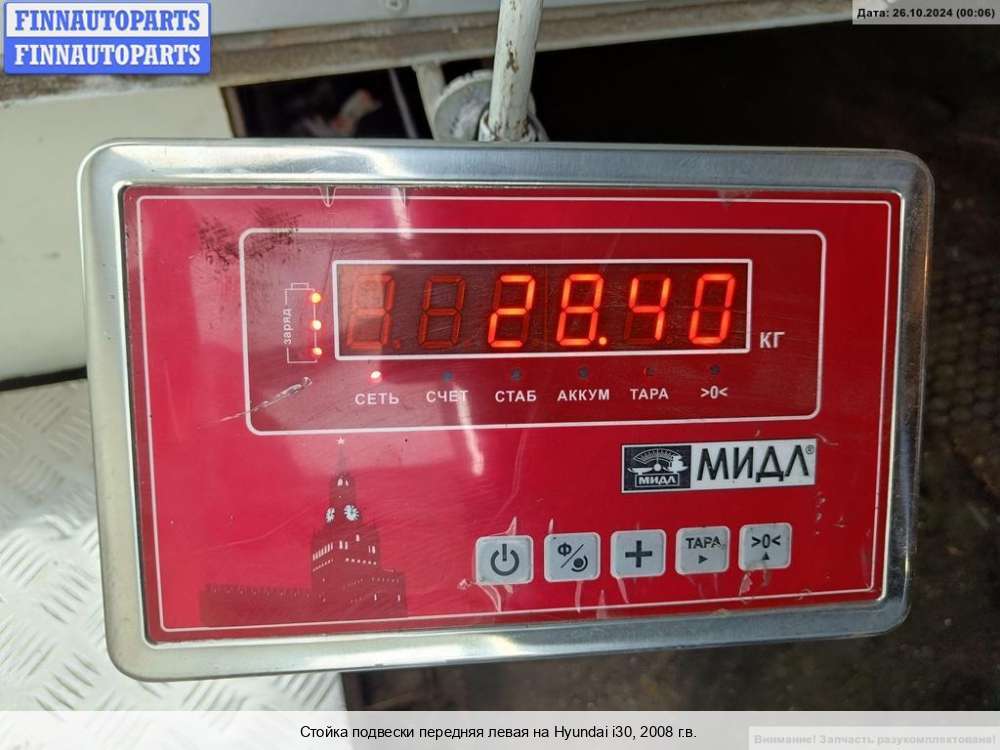 FINNAUTOPARTS
FINNAUTOPARTS
Дата: 26.10.2024 (00:06)
заряд
28.40
КГ
СЕТЬ СЧЕТ СТАБ АККУМ ТАРА >0<
МИДЛ МИДЛ®
Ф + ТАРА >0<
Стойка подвески передняя левая на Hyundai i30, 2008 г.в.
Внимание! Запчасть разукомплектована!